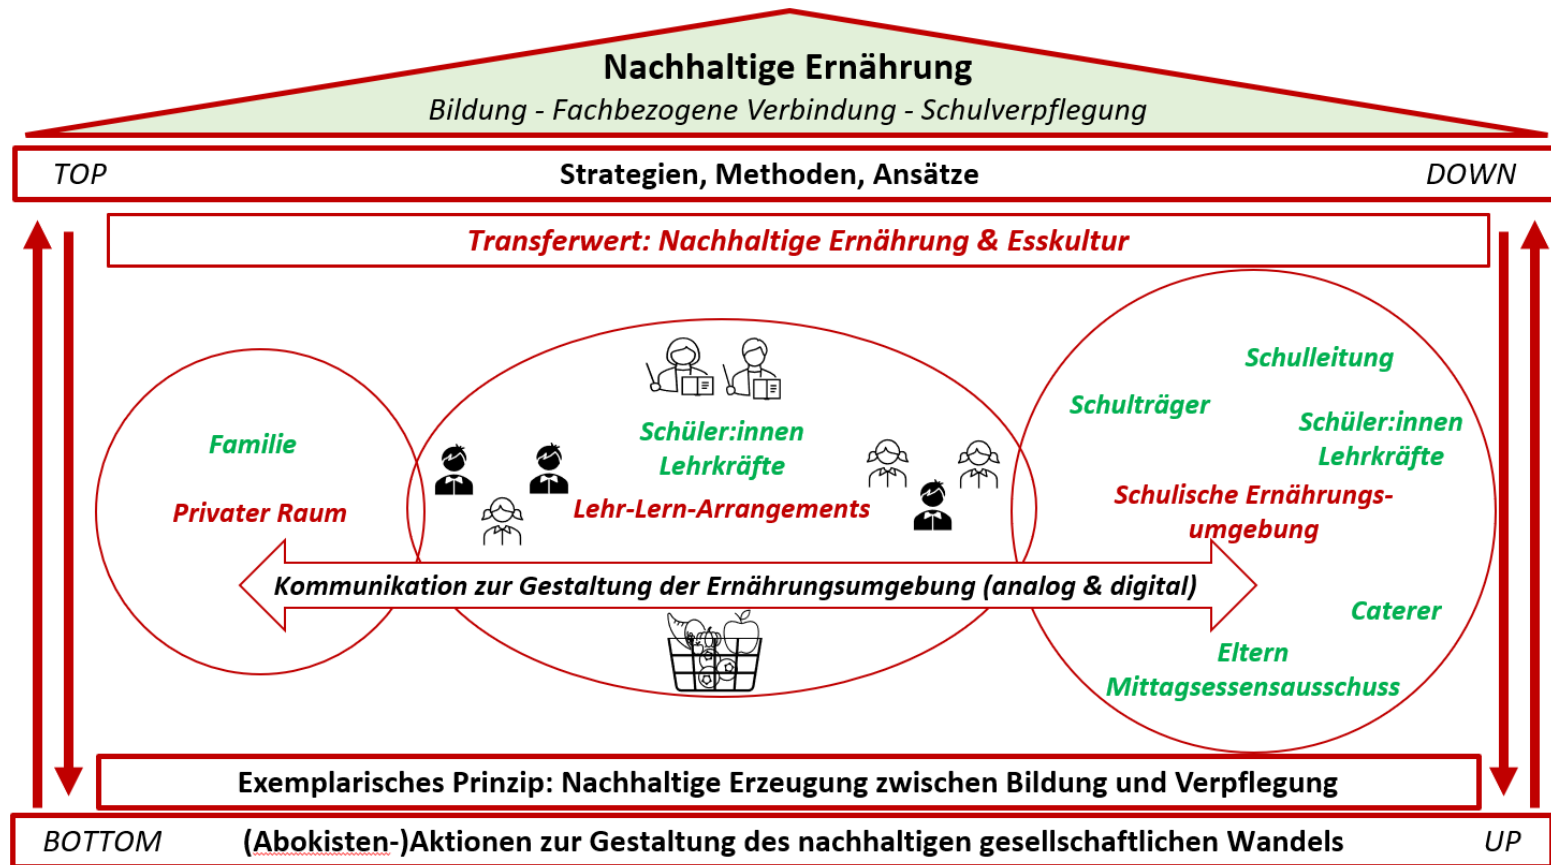 Nachhaltige Ernährung
Bildung - Fachbezogene Verbindung - Schulverpflegung
TOP Strategien, Methoden, Ansätze DOWN
Transferwert: Nachhaltige Ernährung & Esskultur
Familie
Privater Raum
Schüler:innen
Lehrkräfte
Lehr-Lern-Arrangements
Schulleitung
Schulträger
Schüler:innen
Lehrkräfte
Schulische Ernährungs-
umgebung
Kommunikation zur Gestaltung der Ernährungsumgebung (analog & digital)
Caterer
Eltern
Mittagsessensausschuss
Exemplarisches Prinzip: Nachhaltige Erzeugung zwischen Bildung und Verpflegung
BOTTOM (Abokisten-)Aktionen zur Gestaltung des nachhaltigen gesellschaftlichen Wandels UP